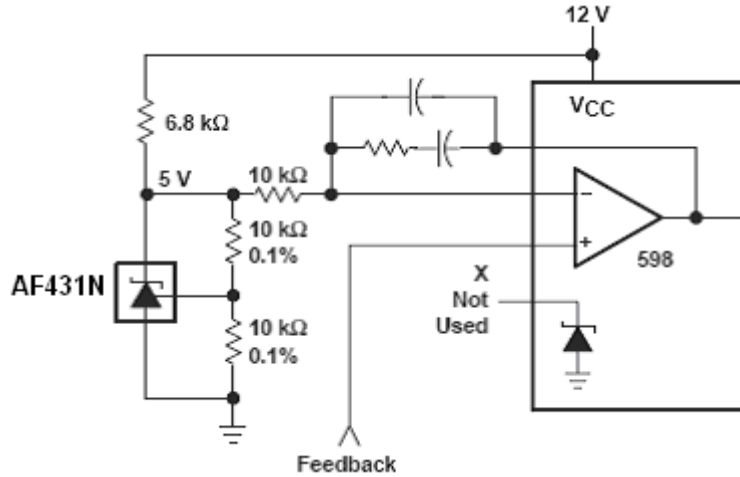 12 V
VCC
6.8 kΩ
5 V
10 kΩ
10 kΩ
0.1%
AF431N
10 kΩ
0.1%
−
+
598
X
Not
Used
Feedback